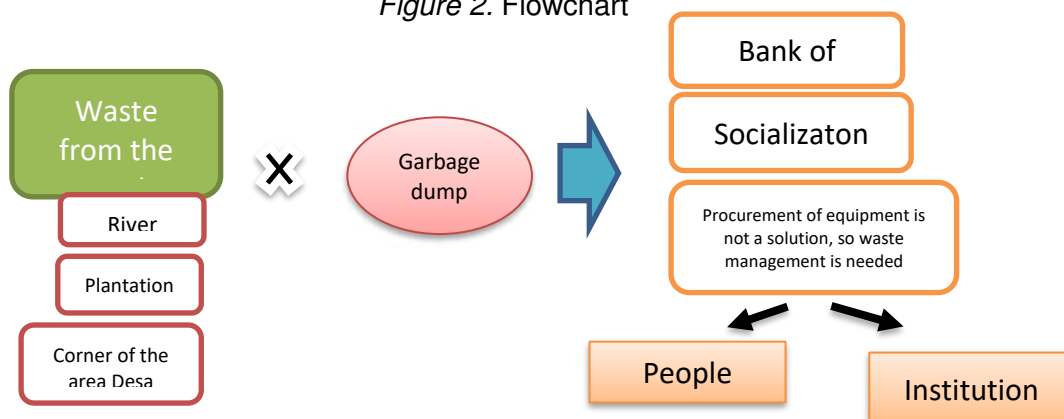 Figure 2. Flowchart
Waste
from the
River
Plantation
Corner of the
area Desa
X
Garbage
dump
Bank of
Socializaton
Procurement of equipment is
not a solution, so waste
management is needed
People
Institution